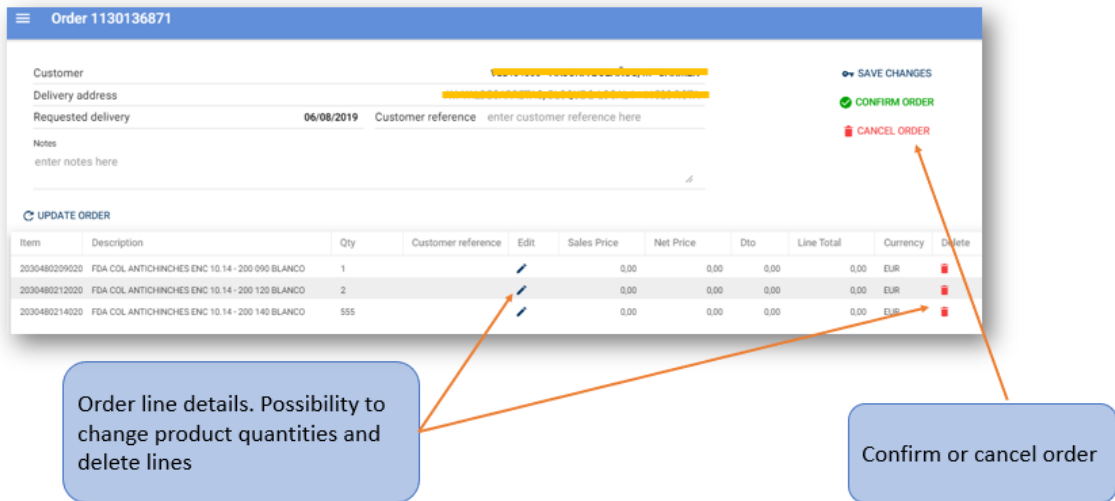 Order 1130136871
Customer
SAVE CHANGES
Delivery address
CONFIRM ORDER
Requested delivery 06/08/2019 Customer reference enter customer reference here
CANCEL ORDER
Notes
enter notes here
UPDATE ORDER
Item Description Qty Customer reference Edit Sales Price Net Price Dto Line Total Currency Delete
2030480209020 FDA COL ANTICHINCHES ENC 10.14 - 200 090 BLANCO 1 0,00 0,00 0,00 0,00 EUR
2030480212020 FDA COL ANTICHINCHES ENC 10.14 - 200 120 BLANCO 2 0,00 0,00 0,00 0,00 EUR
2030480214020 FDA COL ANTICHINCHES ENC 10.14 - 200 140 BLANCO 555 0,00 0,00 0,00 0,00 EUR
Order line details. Possibility to
change product quantities and
delete lines
Confirm or cancel order